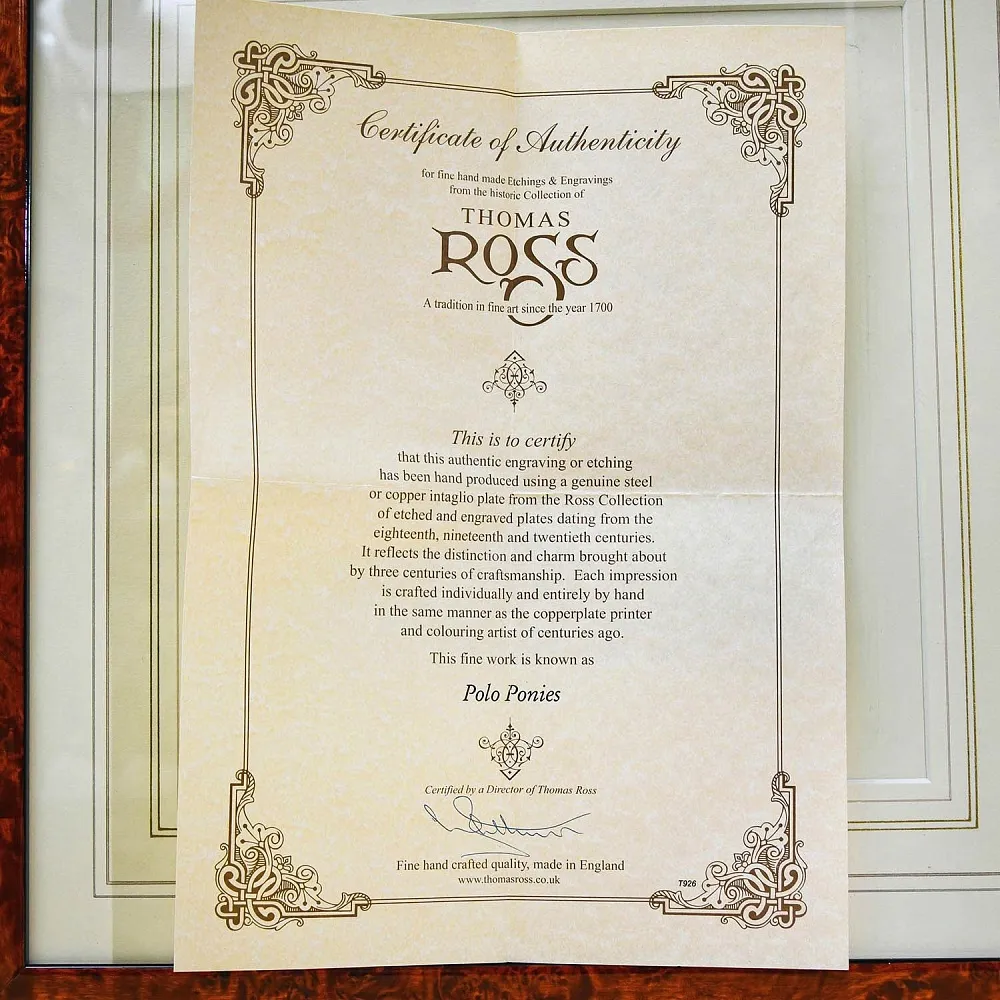 Certificate of Authenticity
for fine hand made Etchings & Engravings
from the historic Collection of
THOMAS
ROSS
A tradition in fine art since the year 1700
This is to certify
that this authentic engraving or etching
has been hand produced using a genuine steel
or copper intaglio plate from the Ross Collection
of etched and engraved plates dating from the
eighteenth, nineteenth and twentieth centuries.
It reflects the distinction and charm brought about
by three centuries of craftsmanship. Each impression
is crafted individually and entirely by hand
in the same manner as the copperplate printer
and colouring artist of centuries ago.
This fine work is known as
Polo Ponies
Certified by a Director of Thomas Ross
Fine hand crafted quality, made in England
www.thomasross.co.uk
T926